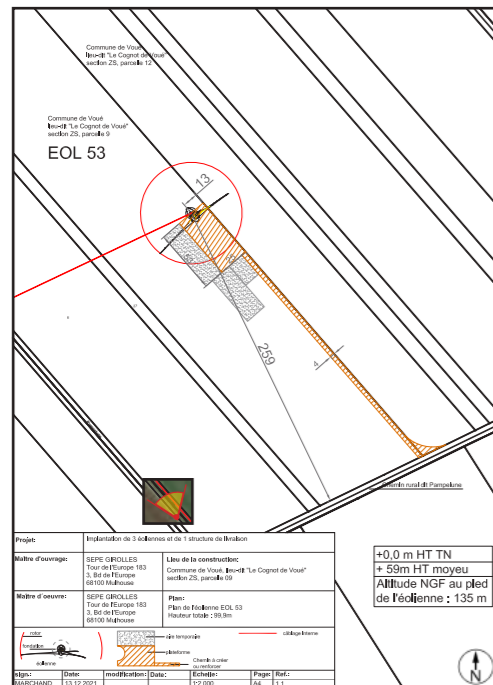 Commune de Voué
lieu-dit "Le Cognot de Voué"
section ZS, parcelle 12
Commune de Voué
lieu-dit "Le Cognot de Voué"
section ZS, parcelle 9
EOL 53
13
259
4
Chemin rural dit Pampelune
+0,0 m HT TN
+ 59m HT moyeu
Altitude NGF au pied
de l'éolienne : 135 m
Projet: Implantation de 3 éoliennes et de 1 structure de livraison
Maître d'ouvrage: SEPE GIROLLES
Tour de l'Europe 183
3, Bd de l'Europe
68100 Mulhouse
Lieu de la construction:
Commune de Voué, lieu-dit "Le Cognot de Voué"
section ZS, parcelle 09
Maître d'oeuvre: SEPE GIROLLES
Tour de l'Europe 183
3, Bd de l'Europe
68100 Mulhouse
Plan:
Plan de l'éolienne EOL 53
Hauteur totale : 99,9m
rotor
fondation
éolienne
aire temporaire
plateforme
Chemin à créer
ou renforcer
câblage interne
sign.: Date: modification: Date: Echelle: Page: Ref.:
MARCHAND 13.12.2021 1:2 000 A4 1.1
N